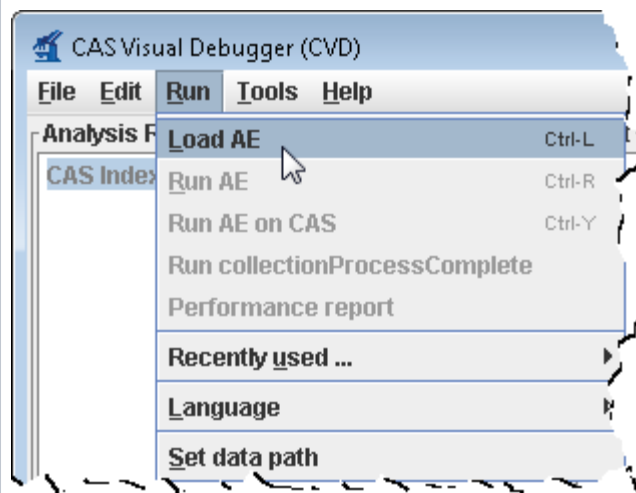 CAS Visual Debugger (CVD)
File Edit Run Tools Help
Analysis
Load AE Ctrl-L
CAS Index
Run AE Ctrl-R
Run AE on CAS Ctrl-Y
Run collectionProcessComplete
Performance report
Recently used ...
Language
Set data path